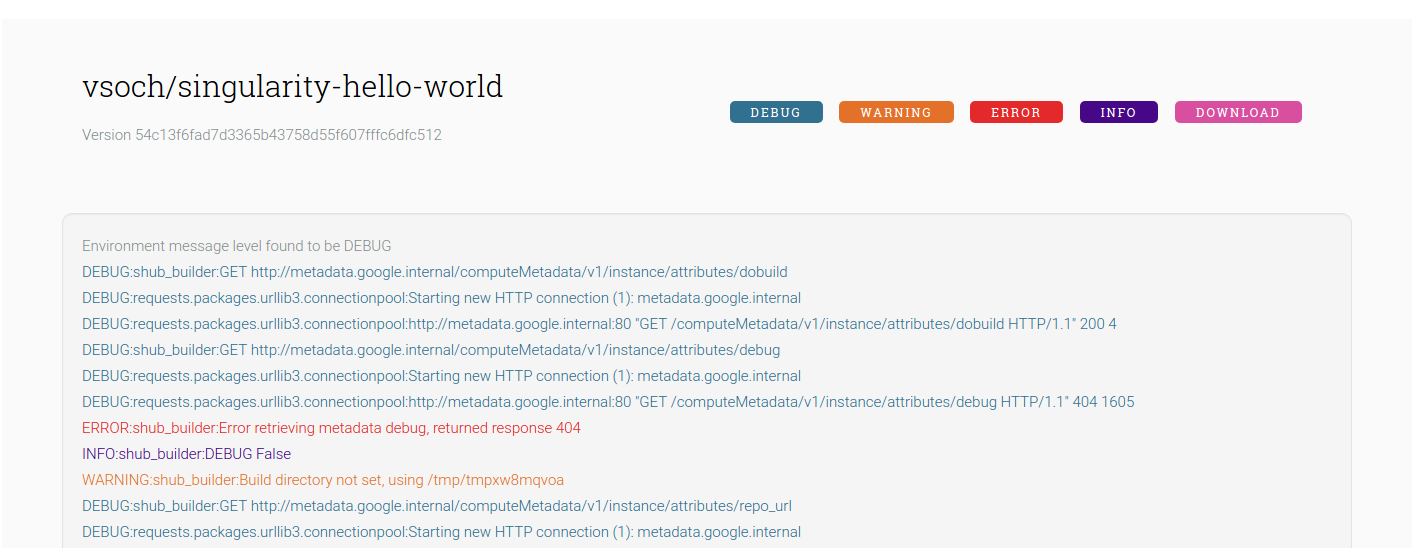 vsoch/singularity-hello-world
DEBUG WARNING ERROR INFO DOWNLOAD
Version 54c13f6fad7d3365b43758d55f607fffc6dfc512
Environment message level found to be DEBUG
DEBUG:shub_builder:GET http://metadata.google.internal/computeMetadata/v1/instance/attributes/dobuild
DEBUG:requests.packages.urllib3.connectionpool:Starting new HTTP connection (1): metadata.google.internal
DEBUG:requests.packages.urllib3.connectionpool:http://metadata.google.internal:80 "GET /computeMetadata/v1/instance/attributes/dobuild HTTP/1.1" 200 4
DEBUG:shub_builder:GET http://metadata.google.internal/computeMetadata/v1/instance/attributes/debug
DEBUG:requests.packages.urllib3.connectionpool:Starting new HTTP connection (1): metadata.google.internal
DEBUG:requests.packages.urllib3.connectionpool:http://metadata.google.internal:80 "GET /computeMetadata/v1/instance/attributes/debug HTTP/1.1" 404 1605
ERROR:shub_builder:Error retrieving metadata debug, returned response 404
INFO:shub_builder:DEBUG False
WARNING:shub_builder:Build directory not set, using /tmp/tmpxw8mqvoa
DEBUG:shub_builder:GET http://metadata.google.internal/computeMetadata/v1/instance/attributes/repo_url
DEBUG:requests.packages.urllib3.connectionpool:Starting new HTTP connection (1): metadata.google.internal